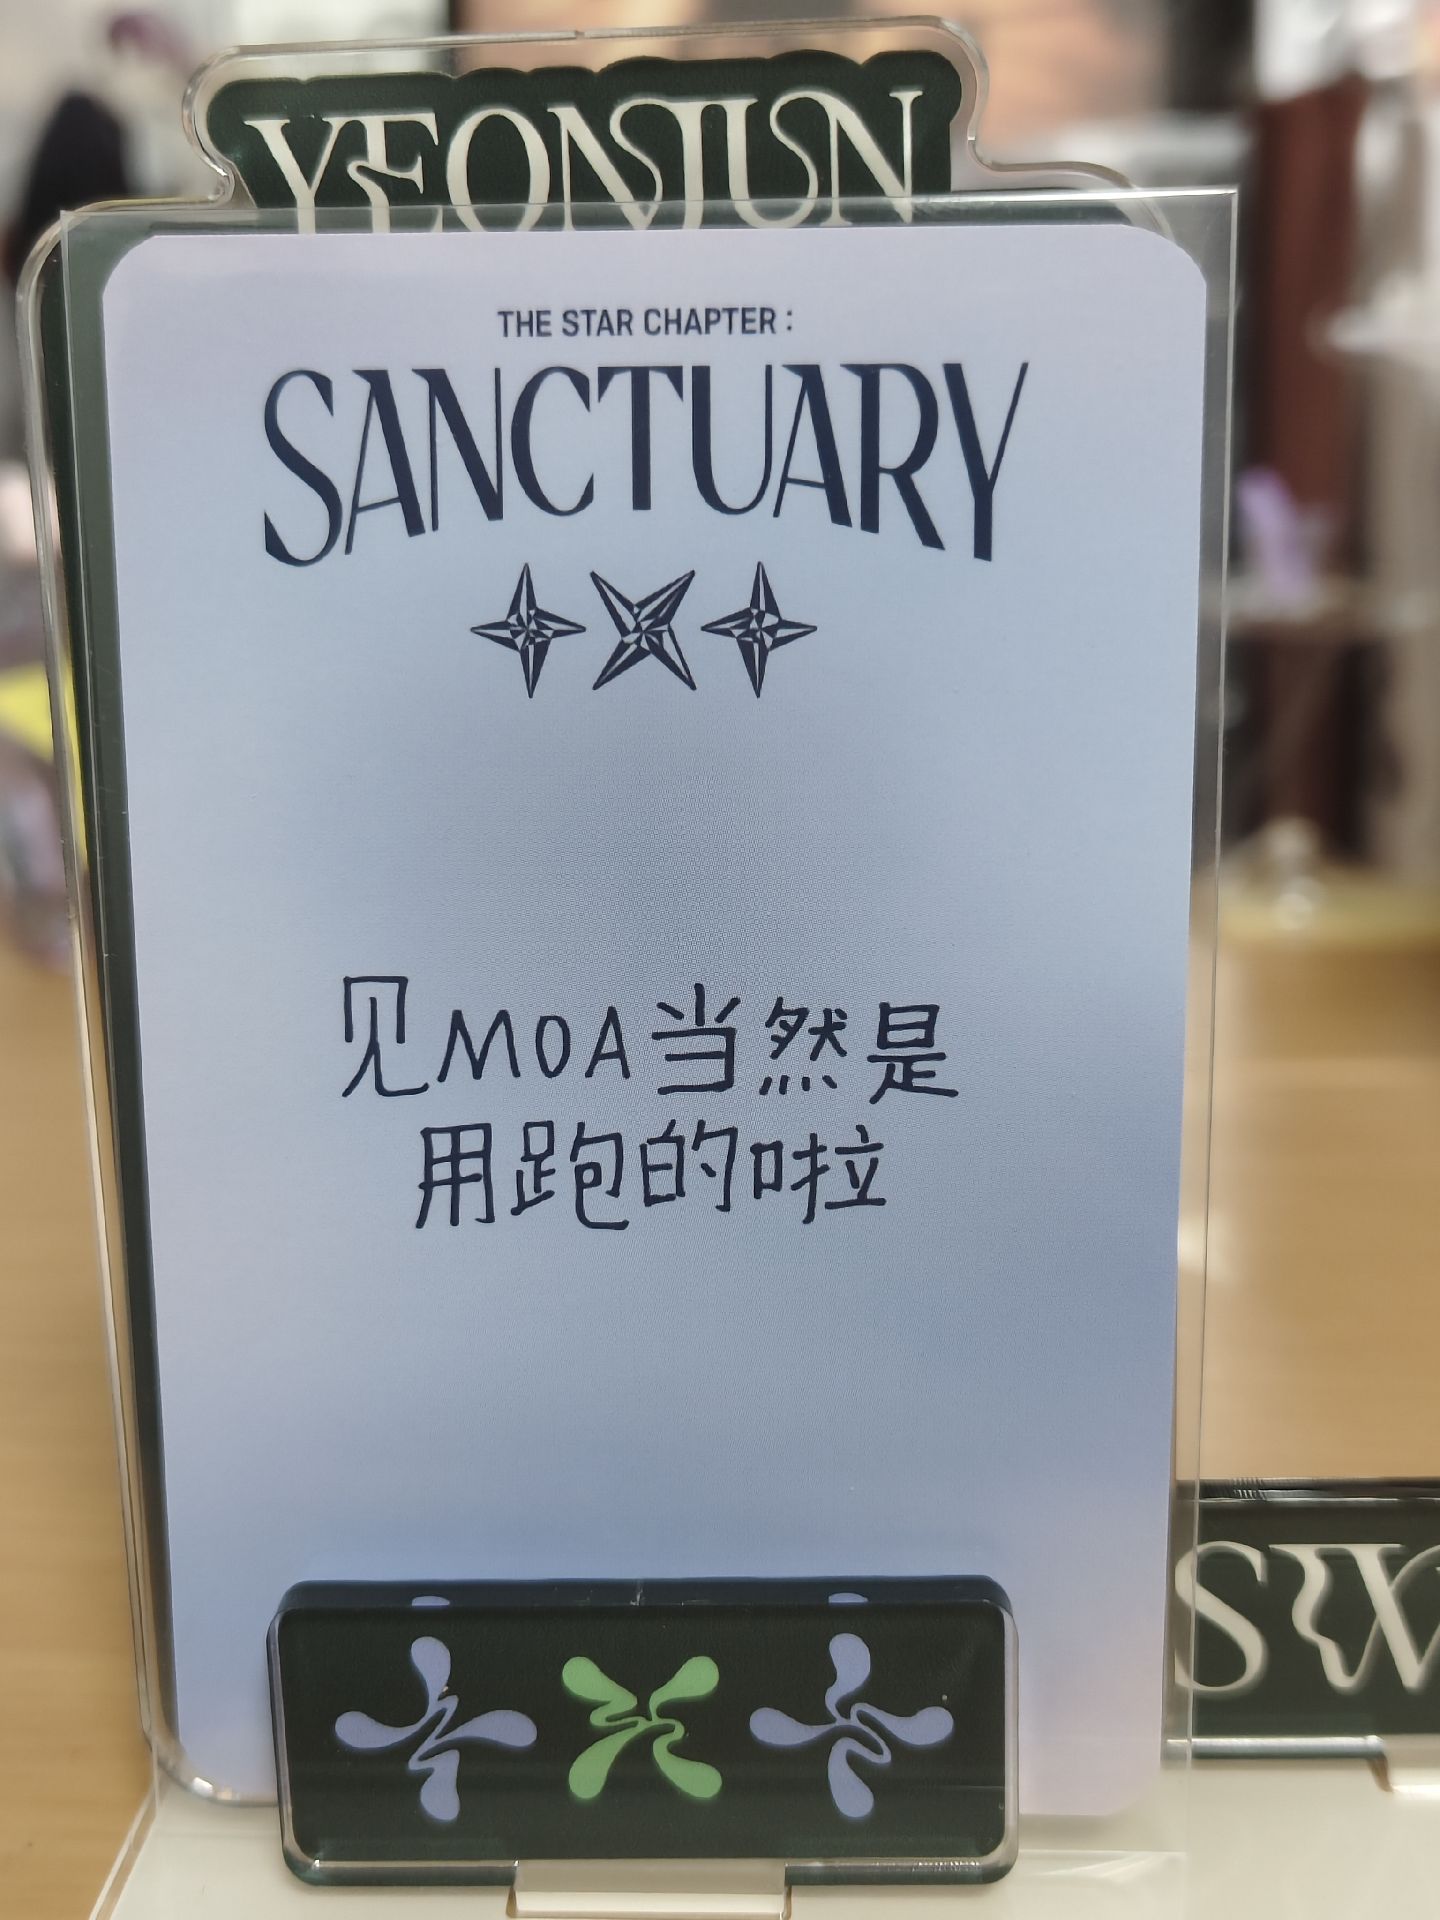 YEONJUN
THE STAR CHAPTER :
SANCTUARY
见MOA当然是
用跑的啦